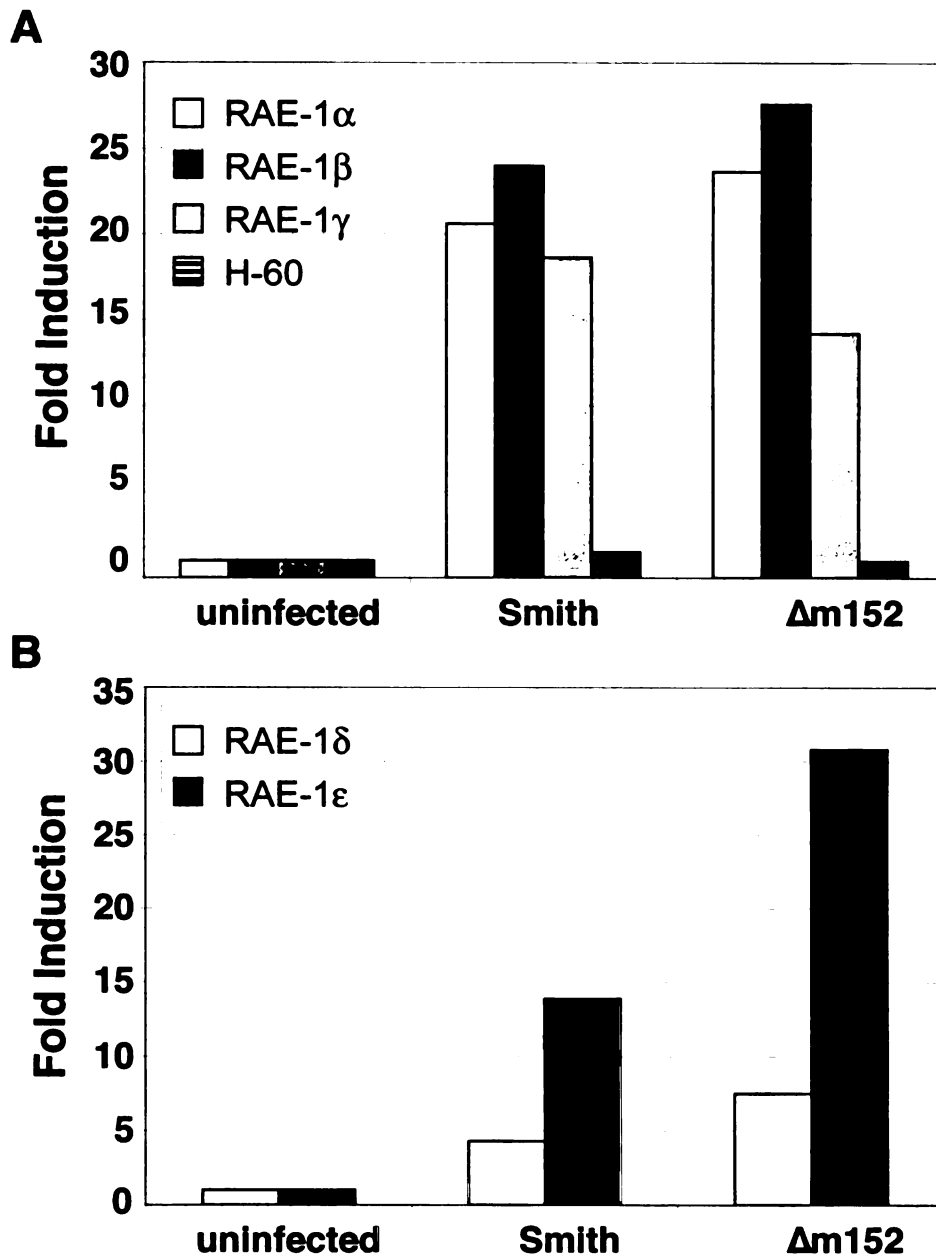 A
30
25
20
15
10
5
0
Fold Induction
RAE-1α
RAE-1β
RAE-1γ
H-60
uninfected Smith Δm152
B
35
30
25
20
15
10
5
0
Fold Induction
RAE-1δ
RAE-1ε
uninfected Smith Δm152